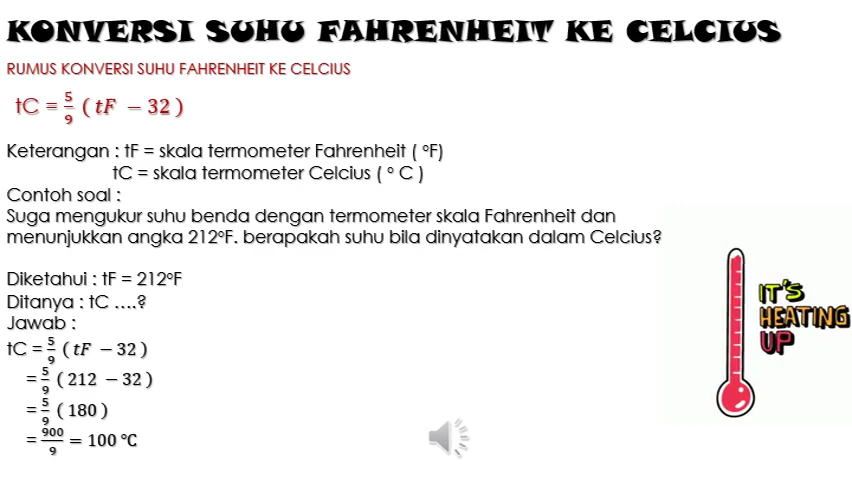 KONVERSI SUHU FAHRENHEIT KE CELCIUS
RUMUS KONVERSI SUHU FAHRENHEIT KE CELCIUS
tC = 5/9 ( tF − 32 )
Keterangan : tF = skala termometer Fahrenheit ( °F)
tC = skala termometer Celcius ( ° C )
Contoh soal :
Suga mengukur suhu benda dengan termometer skala Fahrenheit dan
menunjukkan angka 212°F. berapakah suhu bila dinyatakan dalam Celcius?
Diketahui : tF = 212°F
Ditanya : tC ....?
Jawab :
tC = 5/9 ( tF − 32 )
= 5/9 ( 212 − 32 )
= 5/9 ( 180 )
= 900/9 = 100 °C
IT'S
HEATING
UP